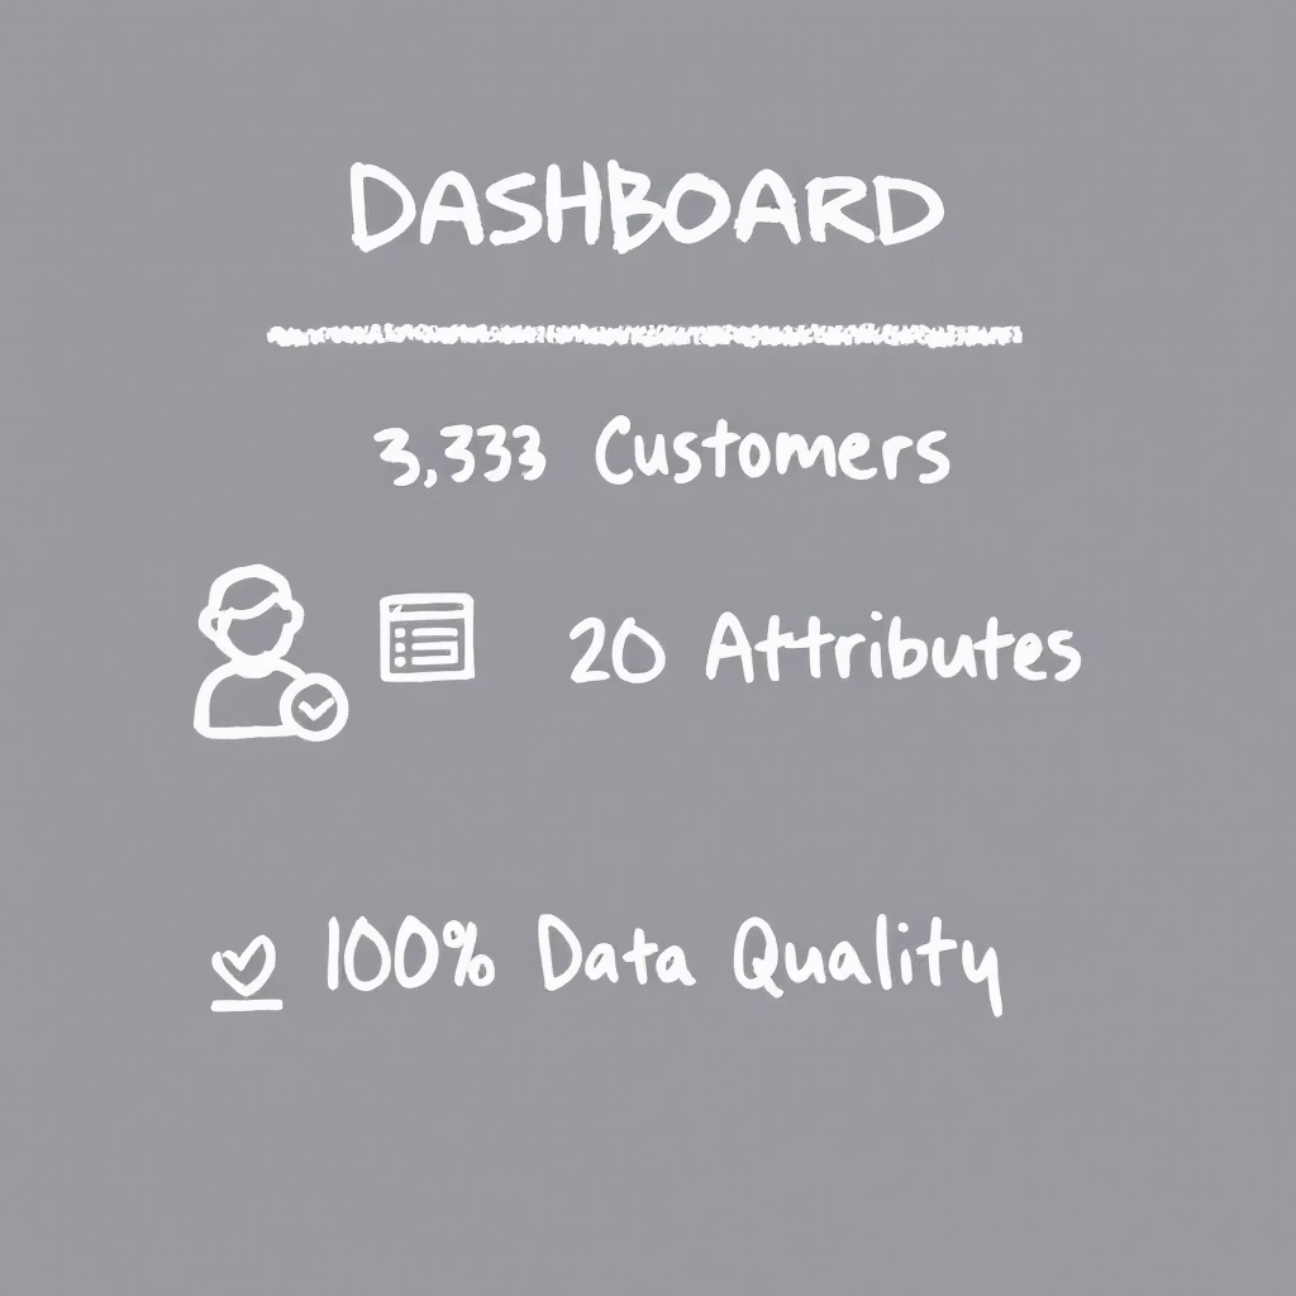 DASHBOARD
3,333 Customers
20 Attributes
100% Data Quality